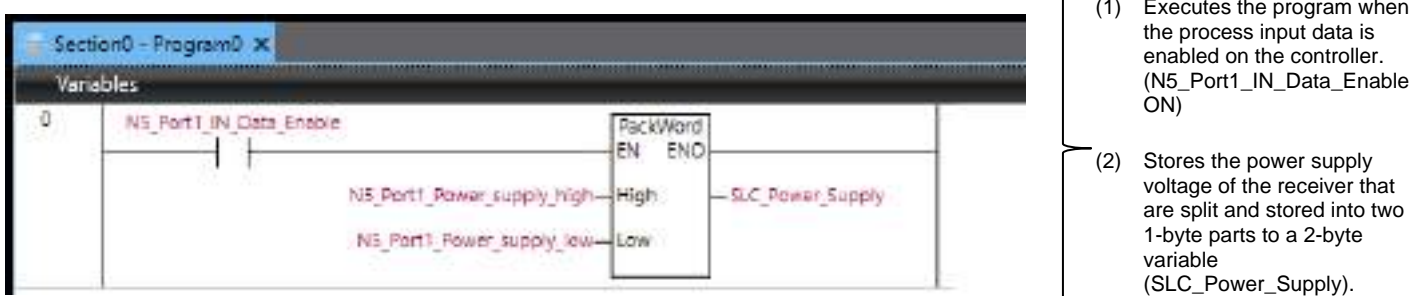 Section0 - Program0 ×
Variables
0
N5_Port1_IN_Data_Enable
PackWord
EN ENO
N5_Port1_Power_supply_high
High
SLC_Power_Supply
N5_Port1_Power_supply_low
Low
(1) Executes the program when
the process input data is
enabled on the controller.
(N5_Port1_IN_Data_Enable
ON)
(2) Stores the power supply
voltage of the receiver that
are split and stored into two
1-byte parts to a 2-byte
variable
(SLC_Power_Supply).